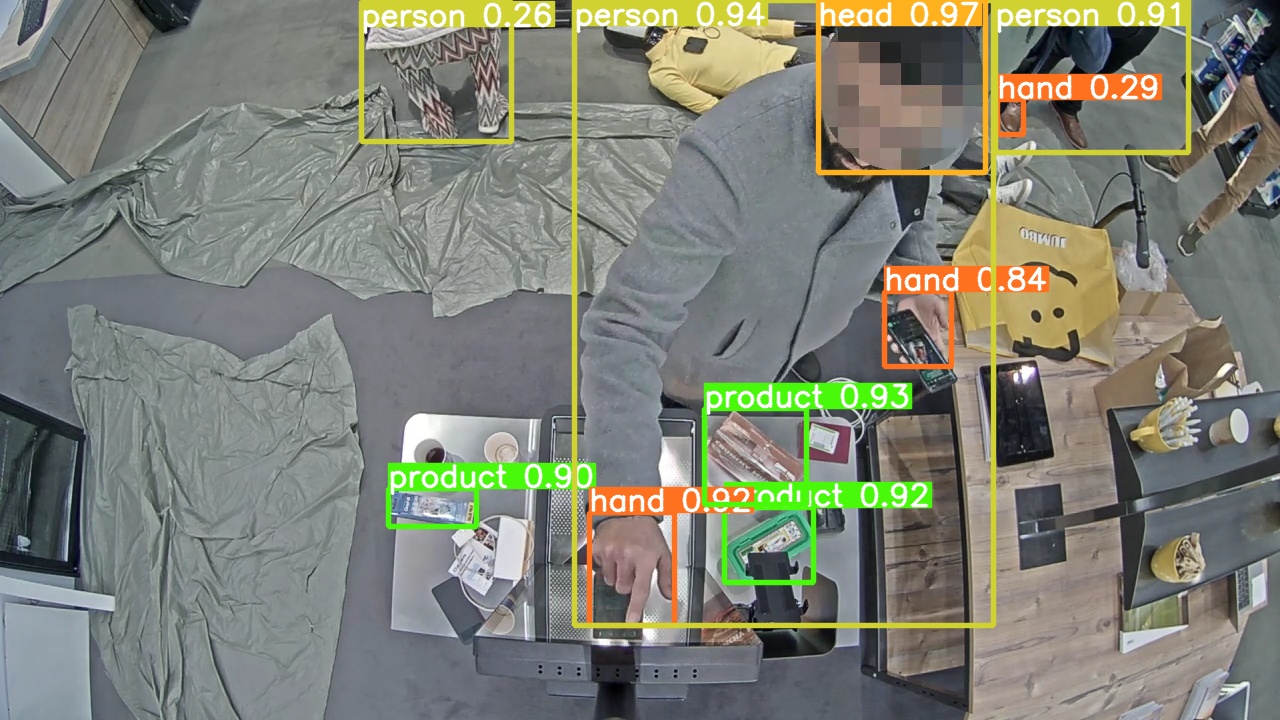 person 0.26
person 0.94
head 0.97
person 0.91
hand 0.29
JUMBO
hand 0.84
product 0.93
product 0.90
hand 0.92
product 0.92